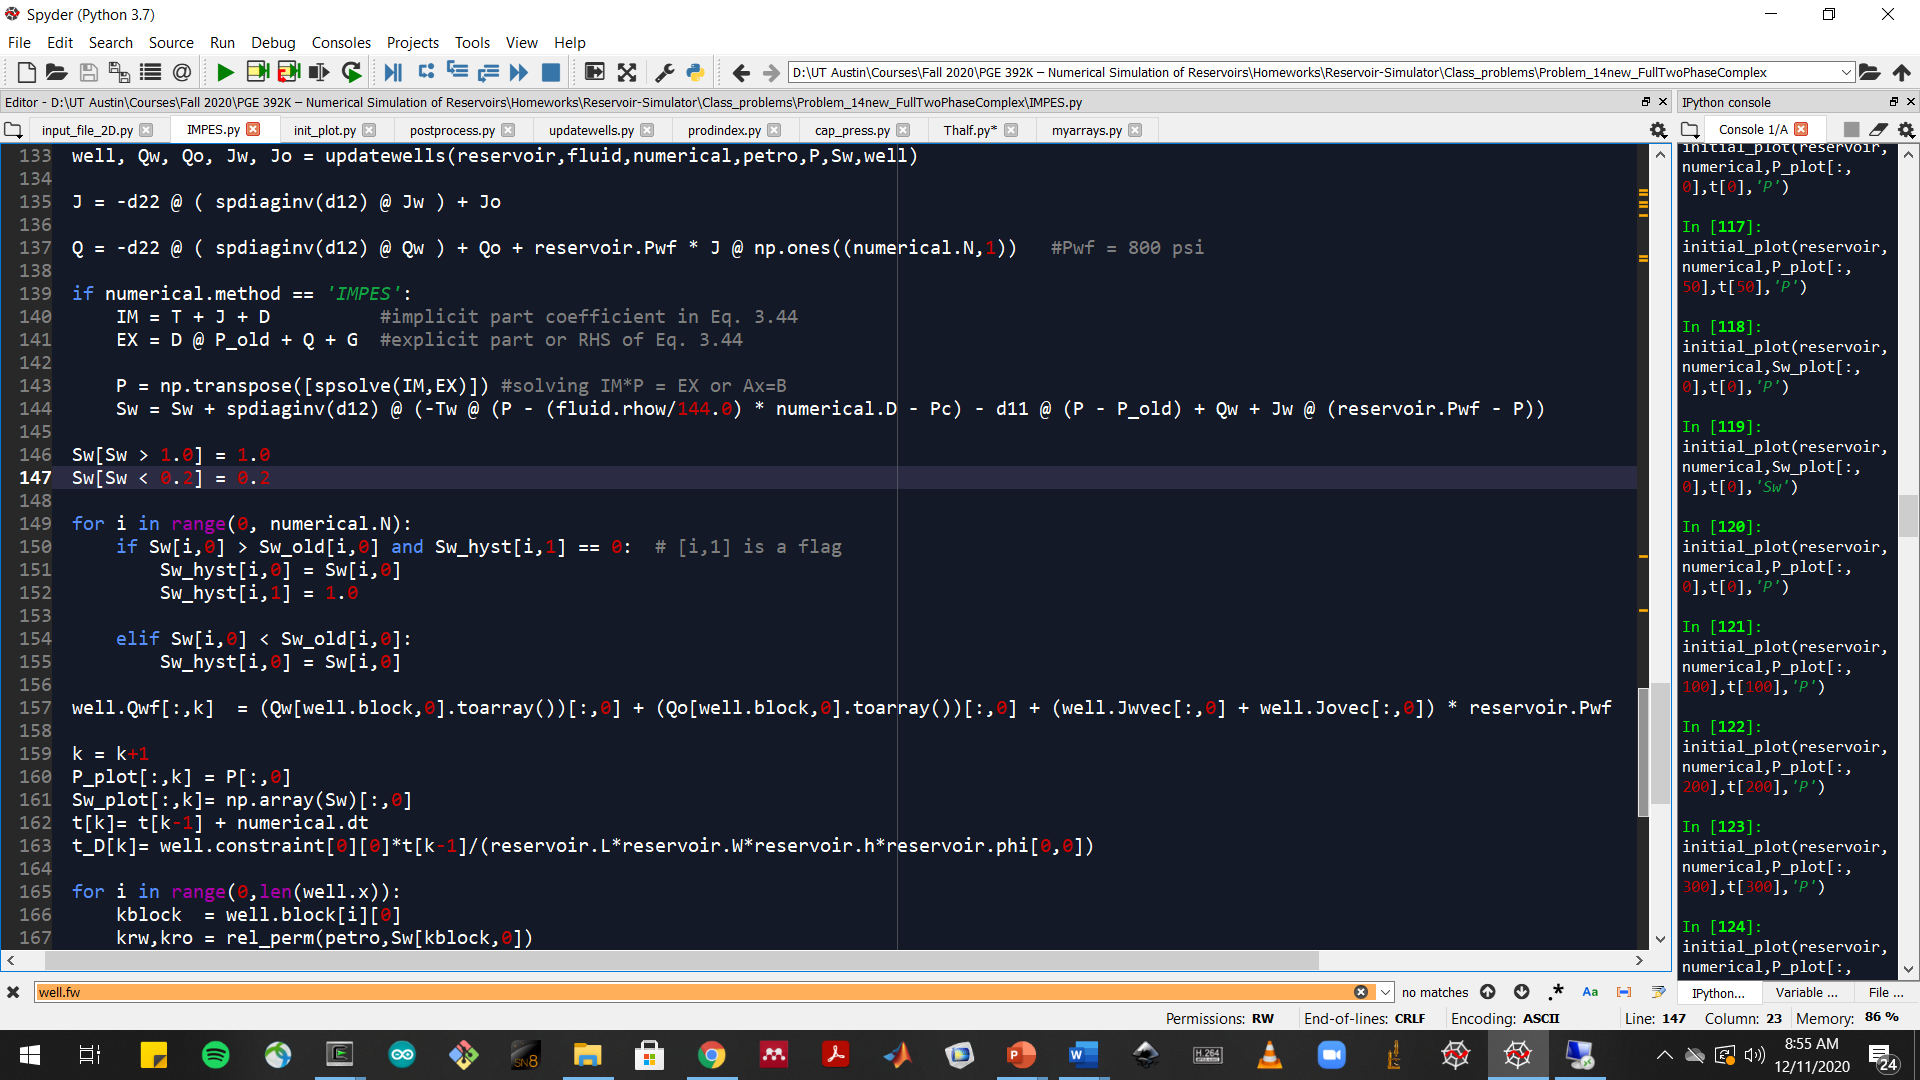 Spyder (Python 3.7)
File Edit Search Source Run Debug Consoles Projects Tools View Help
D:\UT Austin\Courses\Fall 2020\PGE 392K – Numerical Simulation of Reservoirs\Homeworks\Reservoir-Simulator\Class_problems\Problem_14new_FullTwoPhaseComplex
Editor - D:\UT Austin\Courses\Fall 2020\PGE 392K – Numerical Simulation of Reservoirs\Homeworks\Reservoir-Simulator\Class_problems\Problem_14new_FullTwoPhaseComplex\IMPES.py
input_file_2D.py IMPES.py init_plot.py postprocess.py updatewells.py prodindex.py cap_press.py Thalf.py* myarrays.py
133 well, Qw, Qo, Jw, Jo = updatewells(reservoir,fluid,numerical,petro,P,Sw,well)
134
135 J = -d22 @ ( spdiaginv(d12) @ Jw ) + Jo
136
137 Q = -d22 @ ( spdiaginv(d12) @ Qw ) + Qo + reservoir.Pwf * J @ np.ones((numerical.N,1))   #Pwf = 800 psi
138
139 if numerical.method == 'IMPES':
140     IM = T + J + D          #implicit part coefficient in Eq. 3.44
141     EX = D @ P_old + Q + G  #explicit part or RHS of Eq. 3.44
142
143     P = np.transpose([spsolve(IM,EX)]) #solving IM*P = EX or Ax=B
144     Sw = Sw + spdiaginv(d12) @ (-Tw @ (P - (fluid.rhow/144.0) * numerical.D - Pc) - d11 @ (P - P_old) + Qw + Jw @ (reservoir.Pwf - P))
145
146 Sw[Sw > 1.0] = 1.0
147 Sw[Sw < 0.2] = 0.2
148
149 for i in range(0, numerical.N):
150     if Sw[i,0] > Sw_old[i,0] and Sw_hyst[i,1] == 0:  # [i,1] is a flag
151         Sw_hyst[i,0] = Sw[i,0]
152         Sw_hyst[i,1] = 1.0
153
154     elif Sw[i,0] < Sw_old[i,0]:
155         Sw_hyst[i,0] = Sw[i,0]
156
157 well.Qwf[:,k]  = (Qw[well.block,0].toarray())[:,0] + (Qo[well.block,0].toarray())[:,0] + (well.Jwvec[:,0] + well.Jovec[:,0]) * reservoir.Pwf
158
159 k = k+1
160 P_plot[:,k] = P[:,0]
161 Sw_plot[:,k]= np.array(Sw)[:,0]
162 t[k]= t[k-1] + numerical.dt
163 t_D[k]= well.constraint[0][0]*t[k-1]/(reservoir.L*reservoir.W*reservoir.h*reservoir.phi[0,0])
164
165 for i in range(0,len(well.x)):
166     kblock  = well.block[i][0]
167     krw,kro = rel_perm(petro,Sw[kblock,0])
well.fw
no matches
.* Aa
IPython console
Console 1/A
initial_plot(reservoir,
numerical,P_plot[:,
0],t[0],'P')
In [117]:
initial_plot(reservoir,
numerical,P_plot[:,
50],t[50],'P')
In [118]:
initial_plot(reservoir,
numerical,Sw_plot[:,
0],t[0],'P')
In [119]:
initial_plot(reservoir,
numerical,Sw_plot[:,
0],t[0],'Sw')
In [120]:
initial_plot(reservoir,
numerical,P_plot[:,
0],t[0],'P')
In [121]:
initial_plot(reservoir,
numerical,P_plot[:,
100],t[100],'P')
In [122]:
initial_plot(reservoir,
numerical,P_plot[:,
200],t[200],'P')
In [123]:
initial_plot(reservoir,
numerical,P_plot[:,
300],t[300],'P')
In [124]:
initial_plot(reservoir,
numerical,P_plot[:,
IPython... Variable ... File ...
Permissions: RW End-of-lines: CRLF Encoding: ASCII Line: 147 Column: 23 Memory: 86 %
SN8
H.264
8:55 AM
12/11/2020
24